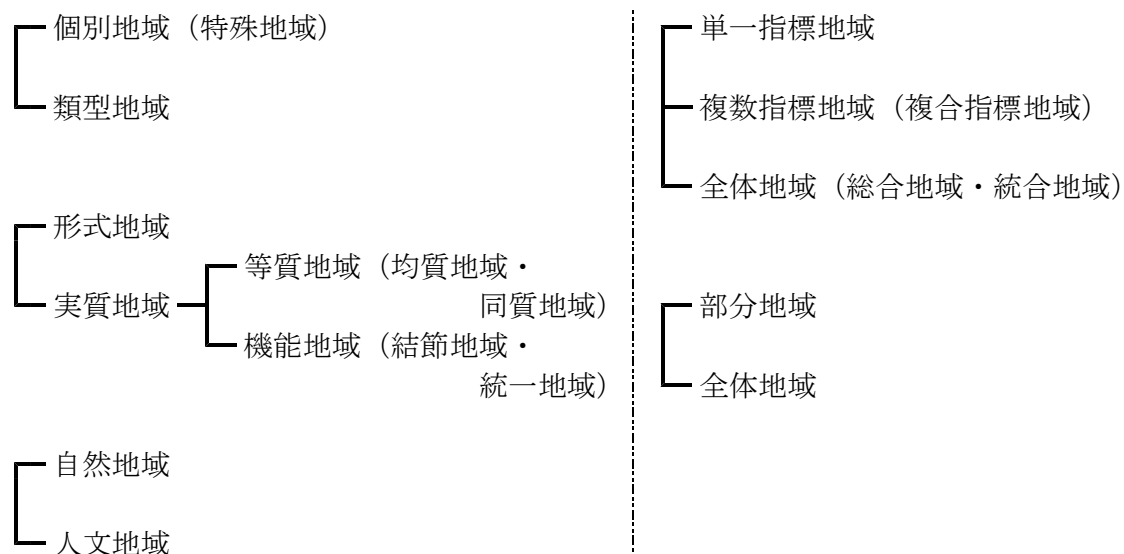 個別地域（特殊地域）
類型地域
形式地域
実質地域
等質地域（均質地域・
同質地域）
機能地域（結節地域・
統一地域）
自然地域
人文地域
単一指標地域
複数指標地域（複合指標地域）
全体地域（総合地域・統合地域）
部分地域
全体地域